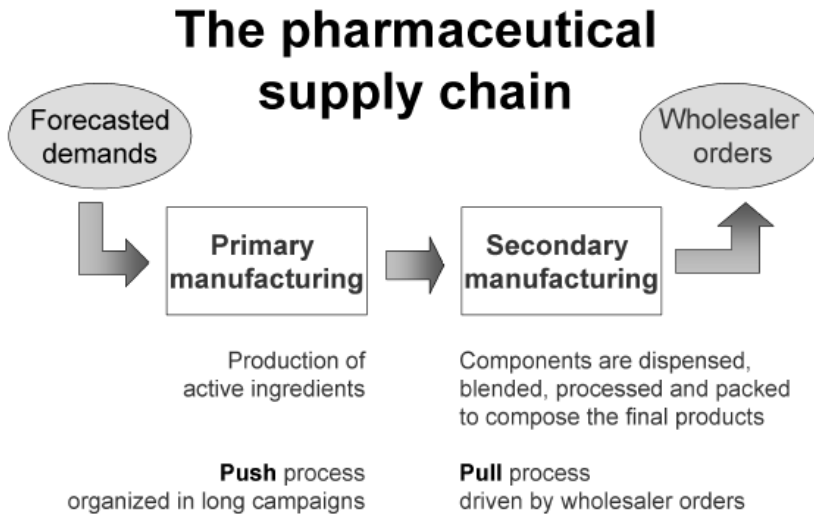 The pharmaceutical
supply chain
Forecasted
demands
Wholesaler
orders
Primary
manufacturing
Secondary
manufacturing
Production of
active ingredients
Components are dispensed,
blended, processed and packed
to compose the final products
Push process
organized in long campaigns
Pull process
driven by wholesaler orders